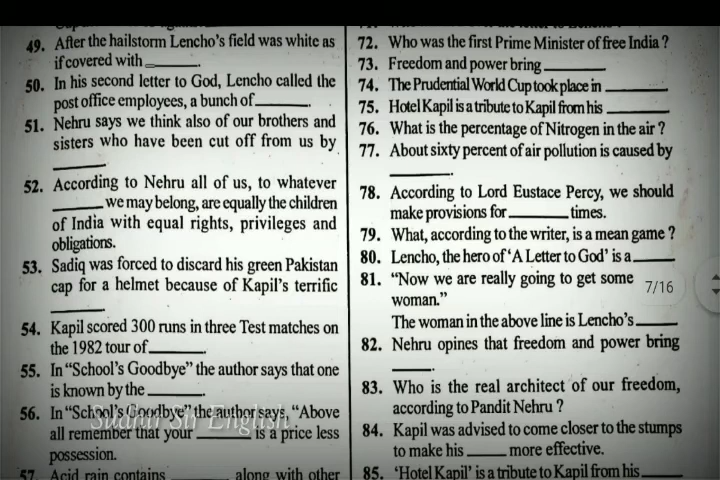 49. After the hailstorm Lencho's field was white as
if covered with ______.
50. In his second letter to God, Lencho called the
post office employees, a bunch of ______.
51. Nehru says we think also of our brothers and
sisters who have been cut off from us by
______.
52. According to Nehru all of us, to whatever
______ we may belong, are equally the children
of India with equal rights, privileges and
obligations.
53. Sadiq was forced to discard his green Pakistan
cap for a helmet because of Kapil's terrific
______
54. Kapil scored 300 runs in three Test matches on
the 1982 tour of ______.
55. In "School's Goodbye" the author says that one
is known by the ______.
56. In "School's Goodbye" the author says, "Above
all remember that your ______ is a price less
possession.
57. Acid rain contains ______ along with other
72. Who was the first Prime Minister of free India ?
73. Freedom and power bring ______
74. The Prudential World Cup took place in ______
75. Hotel Kapil is a tribute to Kapil from his ______
76. What is the percentage of Nitrogen in the air ?
77. About sixty percent of air pollution is caused by
______.
78. According to Lord Eustace Percy, we should
make provisions for ______ times.
79. What, according to the writer, is a mean game ?
80. Lencho, the hero of 'A Letter to God' is a ______
81. "Now we are really going to get some
woman."
The woman in the above line is Lencho's ______
82. Nehru opines that freedom and power bring
______.
83. Who is the real architect of our freedom,
according to Pandit Nehru ?
84. Kapil was advised to come closer to the stumps
to make his ______ more effective.
85. 'Hotel Kapil' is a tribute to Kapil from his ______
7/16
Sudhir Sir English